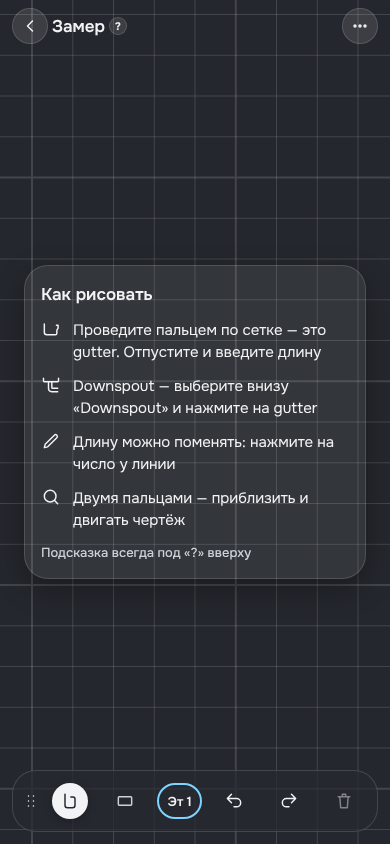 Замер ?
Как рисовать
Проведите пальцем по сетке — это
gutter. Отпустите и введите длину
Downspout — выберите внизу
«Downspout» и нажмите на gutter
Длину можно поменять: нажмите на
число у линии
Двумя пальцами — приблизить и
двигать чертёж
Подсказка всегда под «?» вверху
Эт 1